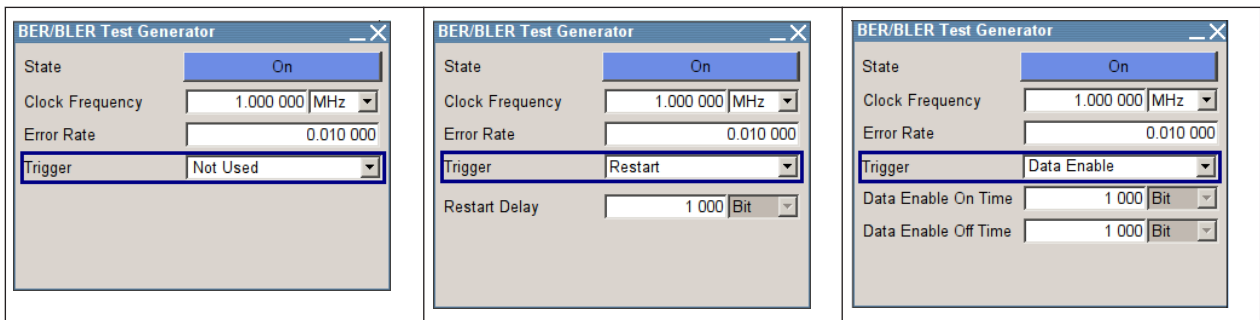 BER/BLER Test Generator
State On
Clock Frequency 1.000 000 MHz
Error Rate 0.010 000
Trigger Not Used
BER/BLER Test Generator
State On
Clock Frequency 1.000 000 MHz
Error Rate 0.010 000
Trigger Restart
Restart Delay 1 000 Bit
BER/BLER Test Generator
State On
Clock Frequency 1.000 000 MHz
Error Rate 0.010 000
Trigger Data Enable
Data Enable On Time 1 000 Bit
Data Enable Off Time 1 000 Bit